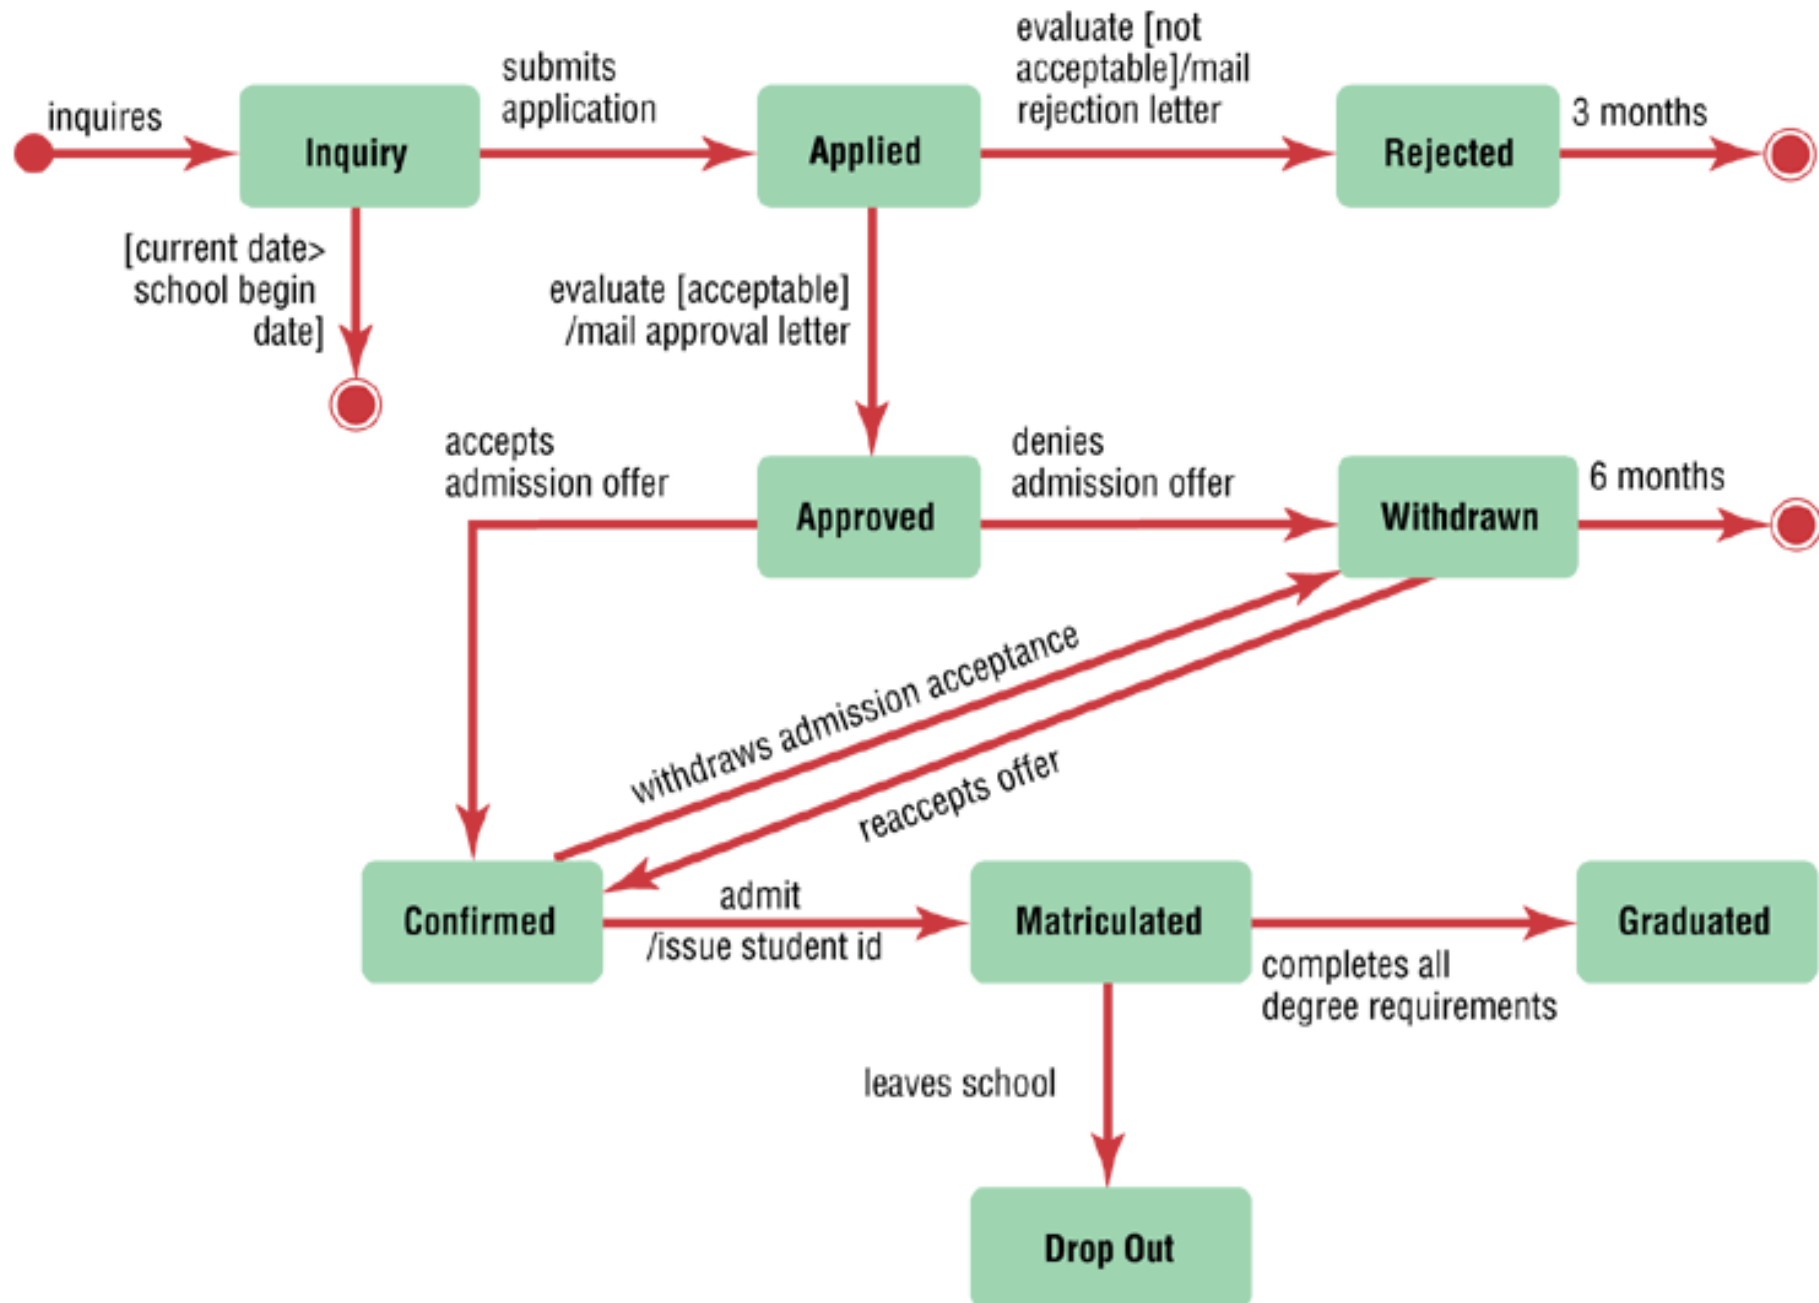 inquires
Inquiry
submits
application
Applied
evaluate [not
acceptable]/mail
rejection letter
Rejected
3 months
[current date>
school begin
date]
evaluate [acceptable]
/mail approval letter
accepts
admission offer
Approved
denies
admission offer
Withdrawn
6 months
withdraws admission acceptance
reaccepts offer
Confirmed
admit
/issue student id
Matriculated
completes all
degree requirements
Graduated
leaves school
Drop Out